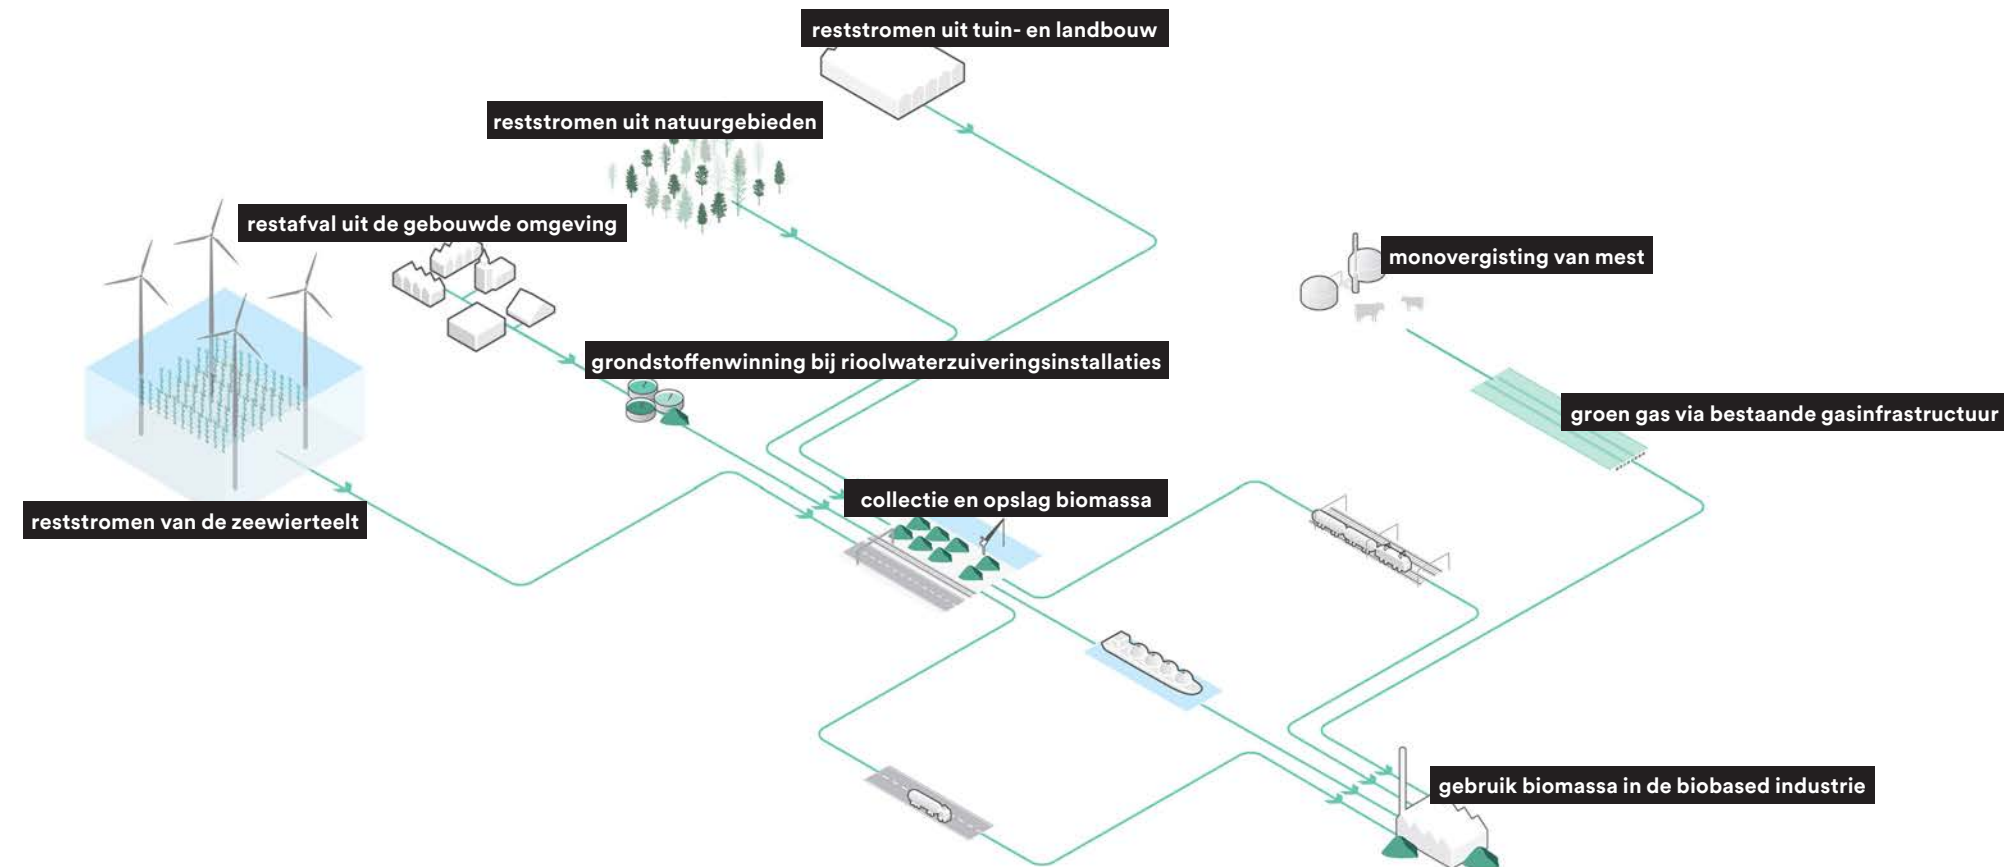 reststromen uit tuin- en landbouw
reststromen uit natuurgebieden
restafval uit de gebouwde omgeving
monovergisting van mest
grondstoffenwinning bij rioolwaterzuiveringsinstallaties
groen gas via bestaande gasinfrastructuur
collectie en opslag biomassa
reststromen van de zeewierteelt
gebruik biomassa in de biobased industrie